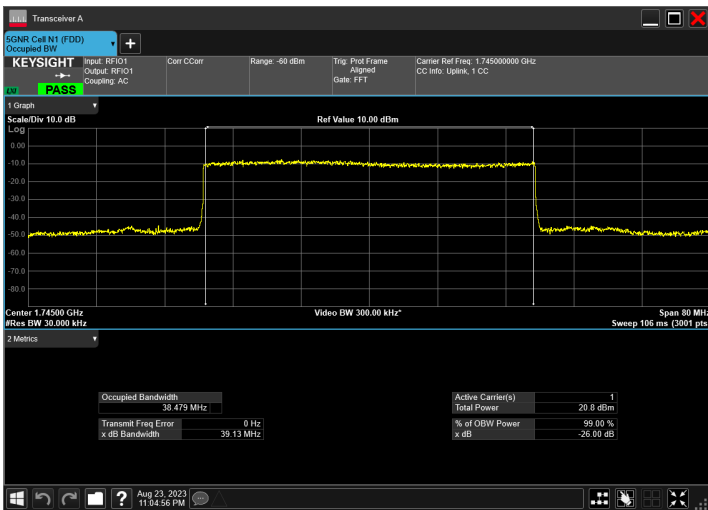 Transceiver A
5GNR Cell N1 (FDD)
Occupied BW
KEYSIGHT
Input: RFIO1
Output: RFIO1
Coupling: AC
Corr CCorr
Range: -60 dBm
Trig: Prot Frame
Aligned
Gate: FFT
Carrier Ref Freq: 1.745000000 GHz
CC Info: Uplink, 1 CC
PASS
1 Graph
Scale/Div 10.0 dB
Ref Value 10.00 dBm
Log
0.00
-10.0
-20.0
-30.0
-40.0
-50.0
-60.0
-70.0
-80.0
Center 1.74500 GHz
Video BW 300.00 kHz*
Span 80 MHz
#Res BW 30.000 kHz
Sweep 106 ms (3001 pts
2 Metrics
Occupied Bandwidth
38.479 MHz
Transmit Freq Error 0 Hz
x dB Bandwidth 39.13 MHz
Active Carrier(s) 1
Total Power 20.8 dBm
% of OBW Power 99.00 %
x dB -26.00 dB
Aug 23, 2023
11:04:56 PM